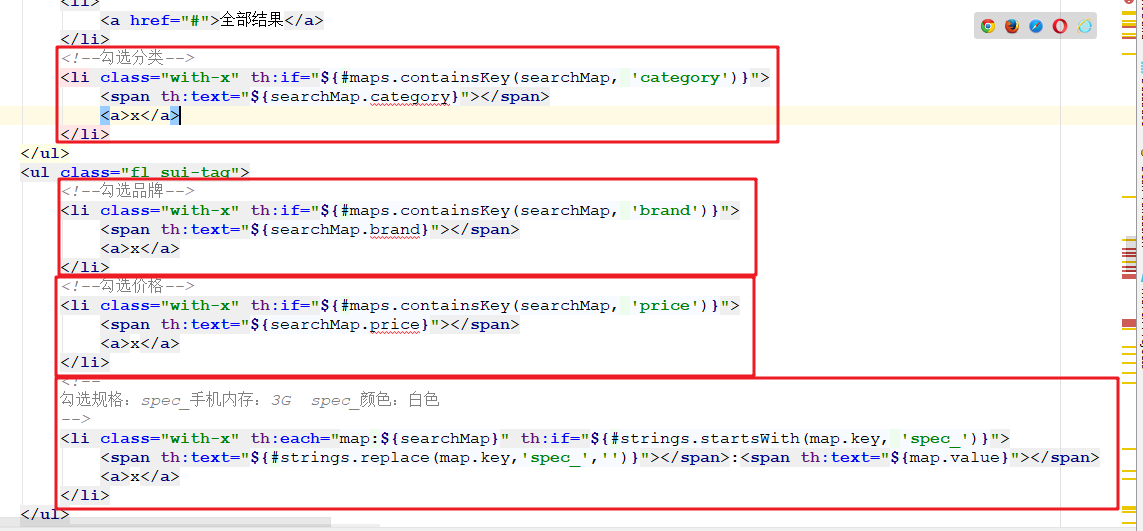 <li>
<a href="#">全部结果</a>
</li>
<!--勾选分类-->
<li class="with-x" th:if="${#maps.containsKey(searchMap, 'category')}">
<span th:text="${searchMap.category}"></span>
<a>x</a>
</li>
</ul>
<ul class="fl sui-tag">
<!--勾选品牌-->
<li class="with-x" th:if="${#maps.containsKey(searchMap, 'brand')}">
<span th:text="${searchMap.brand}"></span>
<a>x</a>
</li>
<!--勾选价格-->
<li class="with-x" th:if="${#maps.containsKey(searchMap, 'price')}">
<span th:text="${searchMap.price}"></span>
<a>x</a>
</li>
<!--
勾选规格：spec_手机内存：3G  spec_颜色：白色
-->
<li class="with-x" th:each="map:${searchMap}" th:if="${#strings.startsWith(map.key, 'spec_')}">
<span th:text="${#strings.replace(map.key,'spec_','')}"></span>:<span th:text="${map.value}"></span>
<a>x</a>
</li>
</ul>